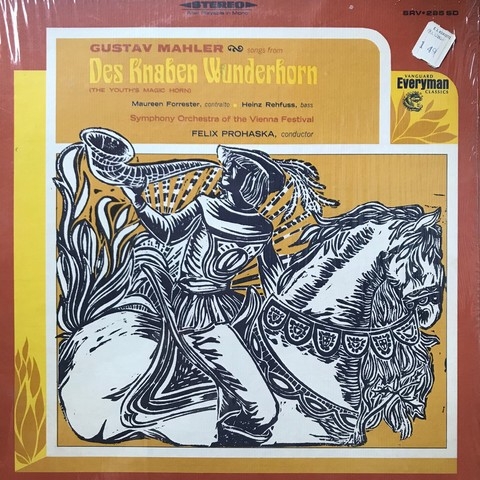 STEREO
SRV-285 SD
GUSTAV MAHLER songs from
Des Knaben Wunderhorn
(THE YOUTH'S MAGIC HORN)
Maureen Forrester, contralto • Heinz Rehfuss, bass
Symphony Orchestra of the Vienna Festival
FELIX PROHASKA, conductor
1.49
VANGUARD
Everyman
CLASSICS